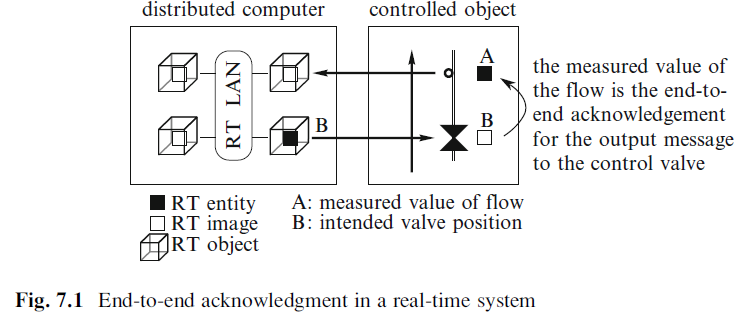 distributed computer
controlled object
RT LAN
B
A
B
the measured value of
the flow is the end-to-
end acknowledgement
for the output message
to the control valve
RT entity
RT image
RT object
A: measured value of flow
B: intended valve position
Fig. 7.1 End-to-end acknowledgment in a real-time system